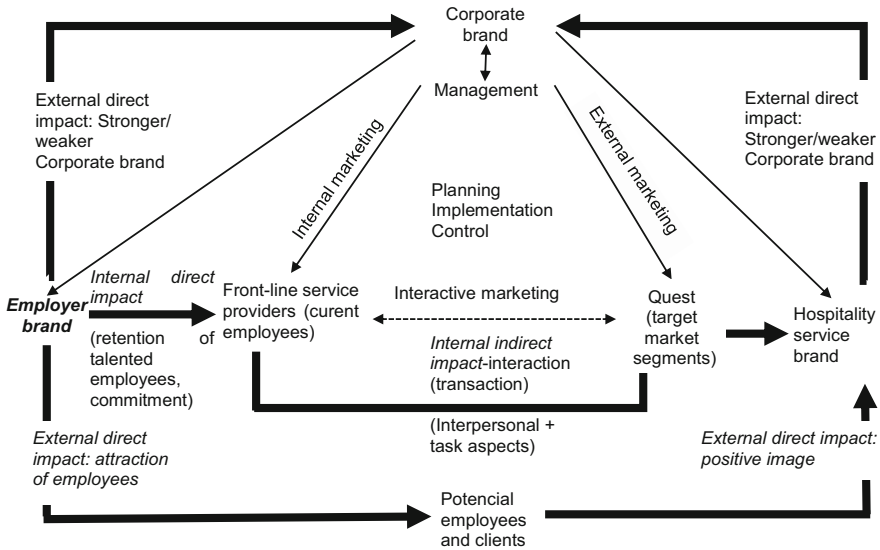 Corporate
brand
Management
External direct
impact: Stronger/
weaker
Corporate brand
External direct
impact:
Stronger/weaker
Corporate brand
Internal marketing
External marketing
Planning
Implementation
Control
Employer
brand
Internal direct
impact
(retention of
talented
employees,
commitment)
Front-line service
providers (curent
employees)
Interactive marketing
Internal indirect
impact-interaction
(transaction)
(Interpersonal +
task aspects)
Quest
(target
market
segments)
Hospitality
service
brand
External direct
impact: attraction
of employees
External direct impact:
positive image
Potencial
employees
and clients